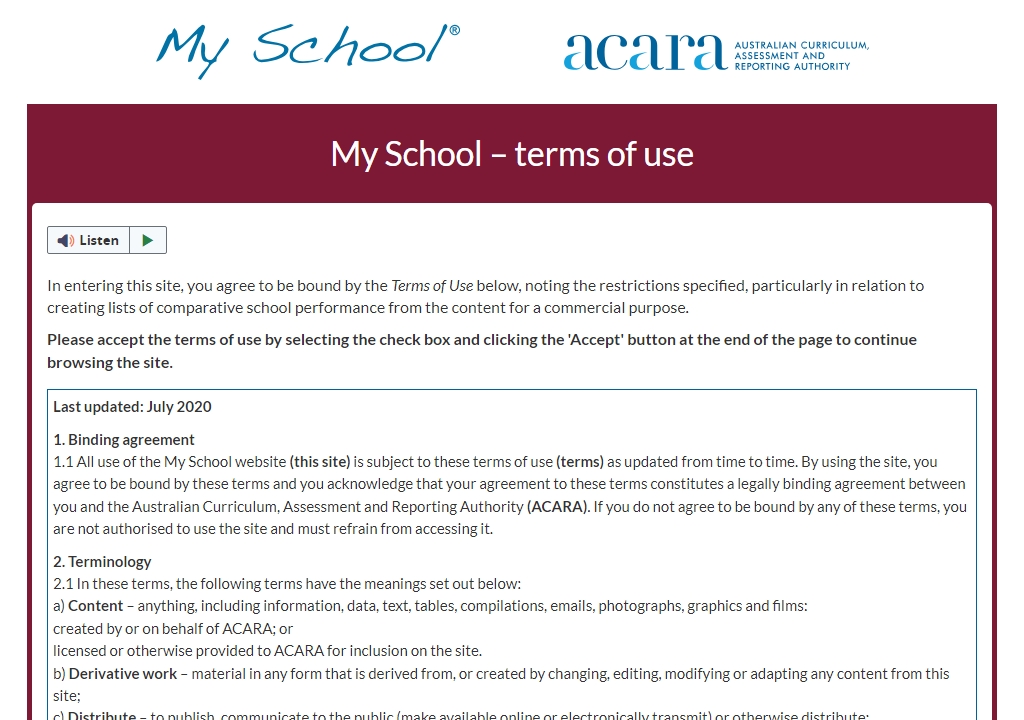 My School®
acara AUSTRALIAN CURRICULUM,
ASSESSMENT AND
REPORTING AUTHORITY
My School – terms of use
Listen
In entering this site, you agree to be bound by the Terms of Use below, noting the restrictions specified, particularly in relation to
creating lists of comparative school performance from the content for a commercial purpose.
Please accept the terms of use by selecting the check box and clicking the 'Accept' button at the end of the page to continue
browsing the site.
Last updated: July 2020
1. Binding agreement
1.1 All use of the My School website (this site) is subject to these terms of use (terms) as updated from time to time. By using the site, you
agree to be bound by these terms and you acknowledge that your agreement to these terms constitutes a legally binding agreement between
you and the Australian Curriculum, Assessment and Reporting Authority (ACARA). If you do not agree to be bound by any of these terms, you
are not authorised to use the site and must refrain from accessing it.
2. Terminology
2.1 In these terms, the following terms have the meanings set out below:
a) Content – anything, including information, data, text, tables, compilations, emails, photographs, graphics and films:
created by or on behalf of ACARA; or
licensed or otherwise provided to ACARA for inclusion on the site.
b) Derivative work – material in any form that is derived from, or created by changing, editing, modifying or adapting any content from this
site;
c) Distribute – to publish, communicate to the public (make available online or electronically transmit) or otherwise distribute;